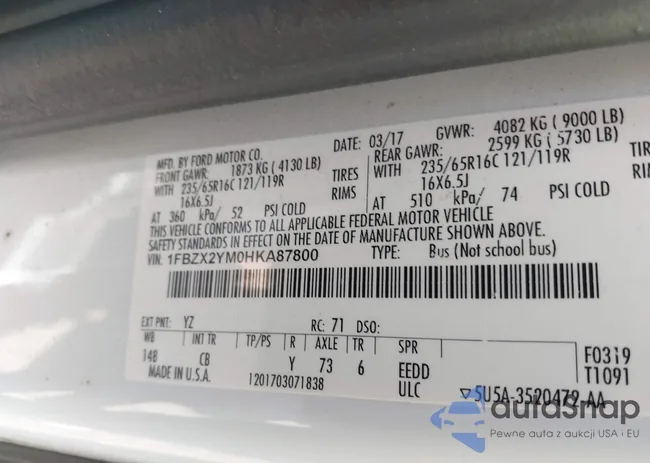 MFD. BY FORD MOTOR CO.
DATE: 03/17 GVWR: 4082 KG ( 9000 LB)
FRONT GAWR: 1873 KG ( 4130 LB) REAR GAWR: 2599 KG ( 5730 LB)
WITH 235/65R16C 121/119R TIRES WITH 235/65R16C 121/119R TIRES
16X6.5J RIMS 16X6.5J RIMS
AT 360 kPa/ 52 PSI COLD AT 510 kPa/ 74 PSI COLD
THIS VEHICLE CONFORMS TO ALL APPLICABLE FEDERAL MOTOR VEHICLE
SAFETY STANDARDS IN EFFECT ON THE DATE OF MANUFACTURE SHOWN ABOVE.
VIN: 1FBZX2YM0HKA87800 TYPE: Bus (Not school bus)
EXT PNT: YZ RC: 71 DSO:
WB INT TR TP/PS R AXLE TR SPR
148 CB Y 73 6 EEDD F0319
MADE IN U.S.A. 1201703071838 ULC T1091
5U5A-3520472-AA
autoSnap
Pewne auta z aukcji USA i EU